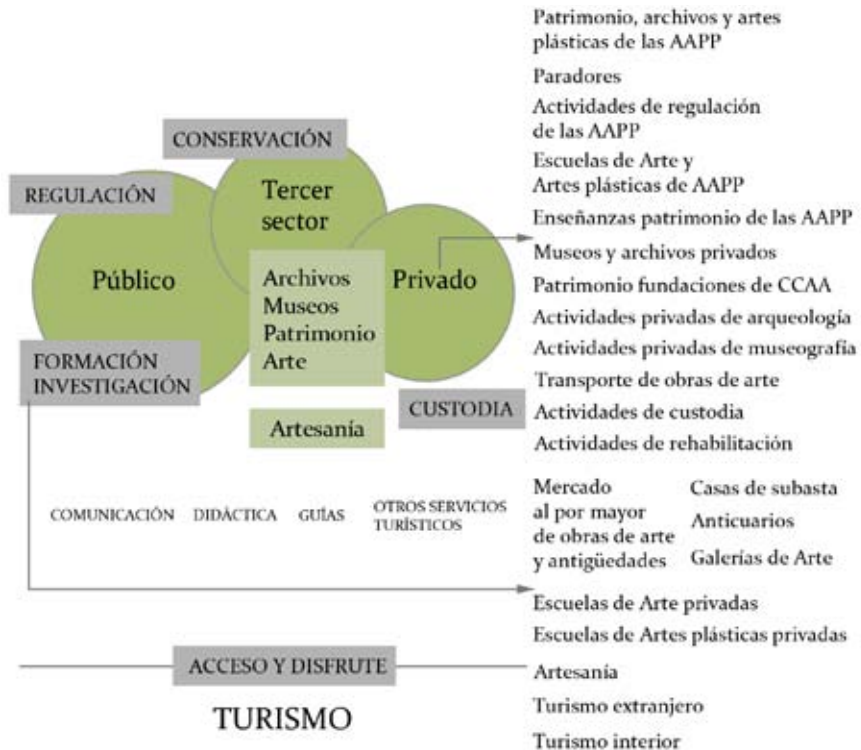 CONSERVACIÓN
REGULACIÓN
Tercer
sector
Público
Archivos
Museos
Patrimonio
Arte
Privado
FORMACIÓN
INVESTIGACIÓN
CUSTODIA
Artesanía
COMUNICACIÓN
DIDÁCTICA
GUÍAS
OTROS SERVICIOS
TURÍSTICOS
ACCESO Y DISFRUTE
TURISMO
Patrimonio, archivos y artes
plásticas de las AAPP
Paradores
Actividades de regulación
de las AAPP
Escuelas de Arte y
Artes plásticas de AAPP
Enseñanzas patrimonio de las AAPP
Museos y archivos privados
Patrimonio fundaciones de CCAA
Actividades privadas de arqueología
Actividades privadas de museografía
Transporte de obras de arte
Actividades de custodia
Actividades de rehabilitación
Mercado
al por mayor
de obras de arte
y antigüedades
Casas de subasta
Anticuarios
Galerías de Arte
Escuelas de Arte privadas
Escuelas de Artes plásticas privadas
Artesanía
Turismo extranjero
Turismo interior